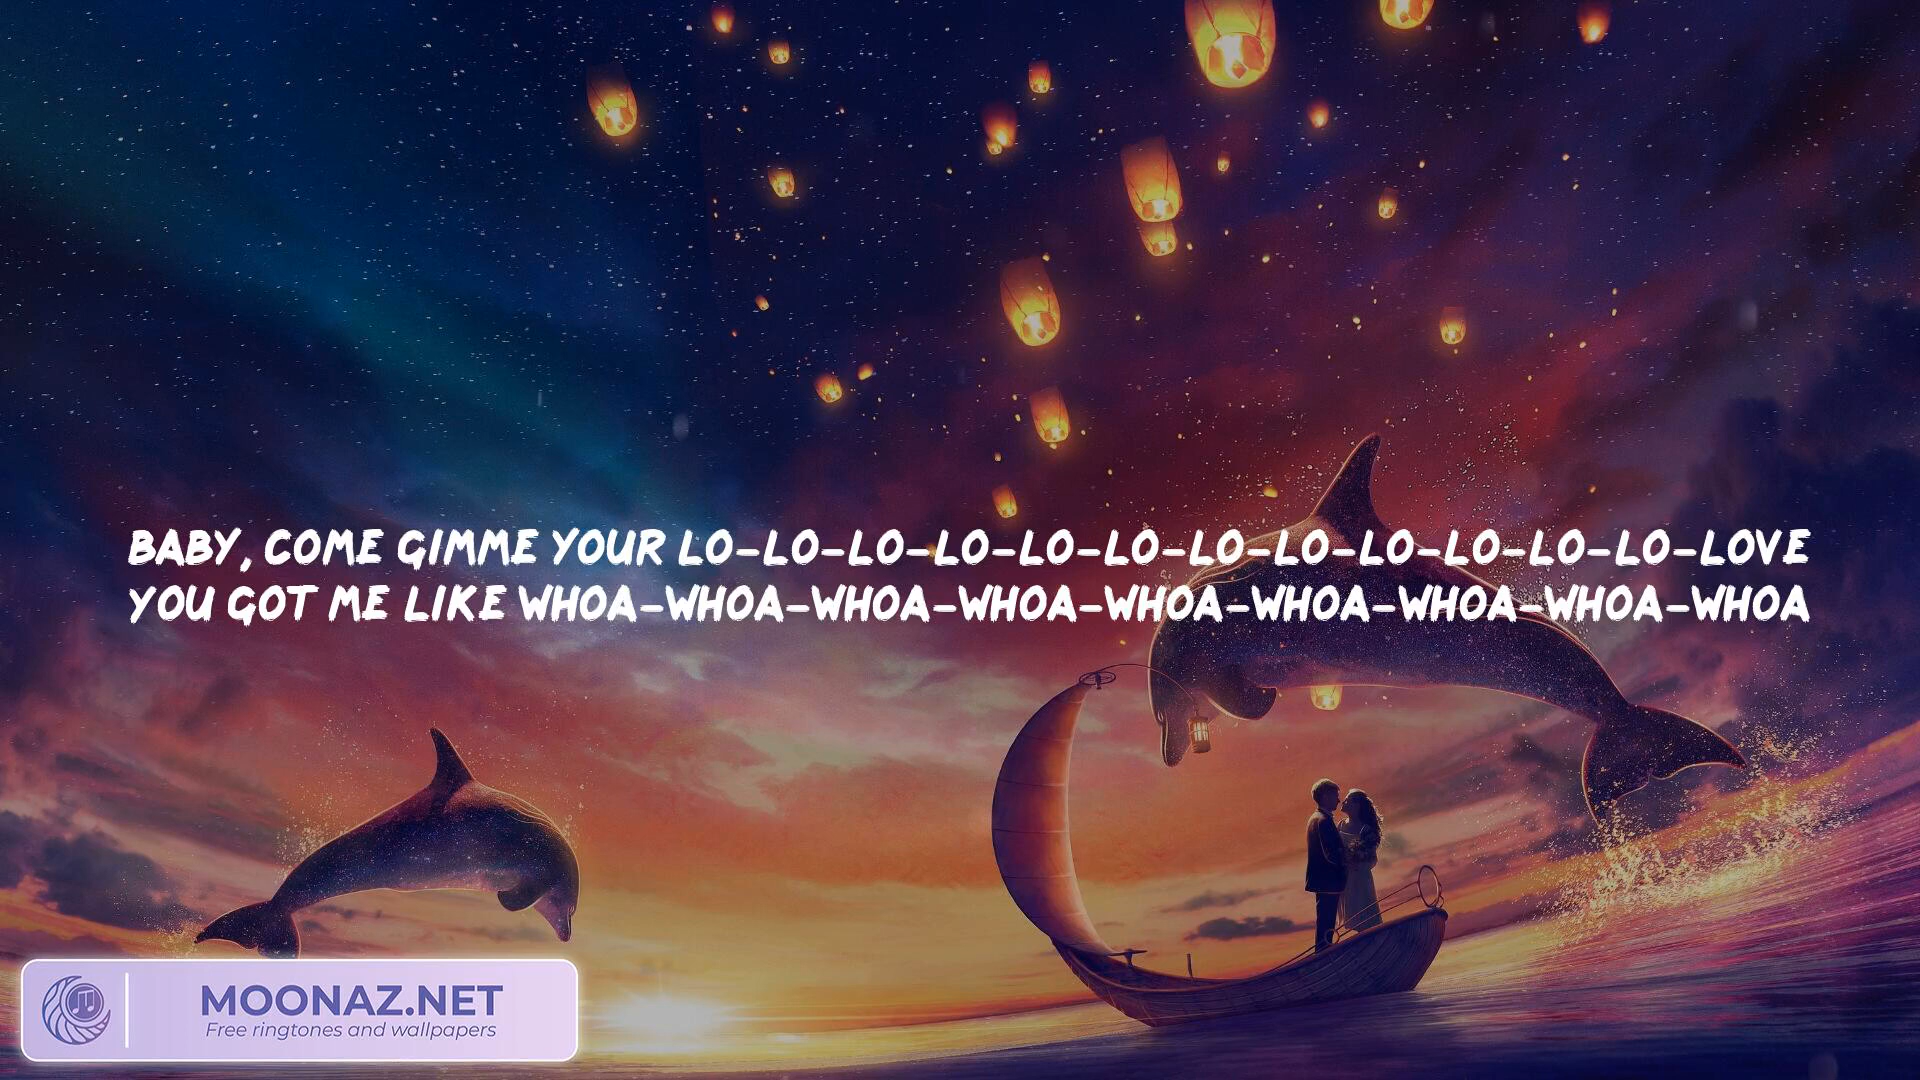 BABY, COME GIMME YOUR LO-LO-LO-LO-LO-LO-LO-LO-LO-LO-LO-LO-LOVE
YOU GOT ME LIKE WHOA-WHOA-WHOA-WHOA-WHOA-WHOA-WHOA-WHOA-WHOA
MOONAZ.NET
Free ringtones and wallpapers